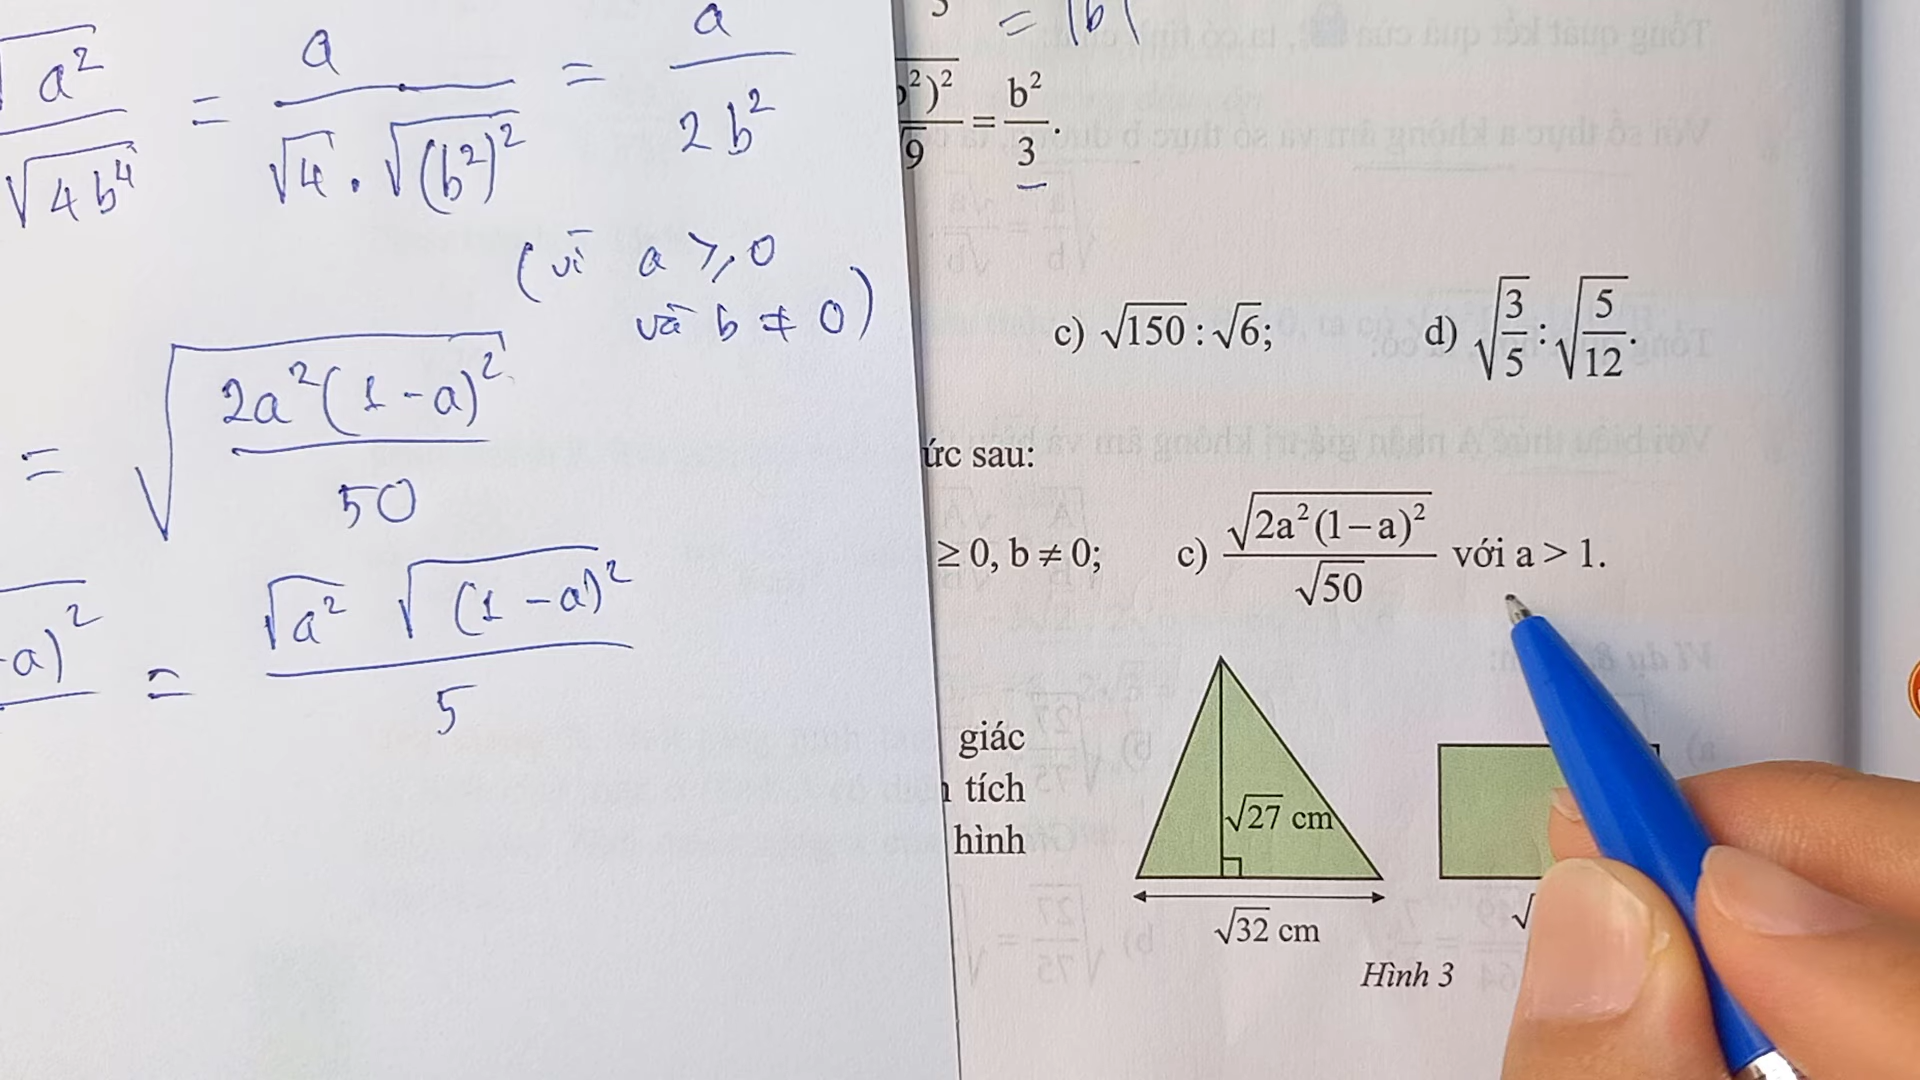 √a² / √4b⁴ = a / √4 . √(b²)² = a / 2b²
(vì a ≥ 0
và b ≠ 0)
= √(2a²(1-a)² / 50)
-a)² = √a² √(1-a)² / 5
= |b|
b²)² / 9 = b² / 3.
c) √150 : √6; d) √(3/5) : √(5/12).
ức sau:
≥ 0, b ≠ 0; c) √(2a²(1-a)²) / √50 với a > 1.
giác
tích
hình
√27 cm
√32 cm
Hình 3